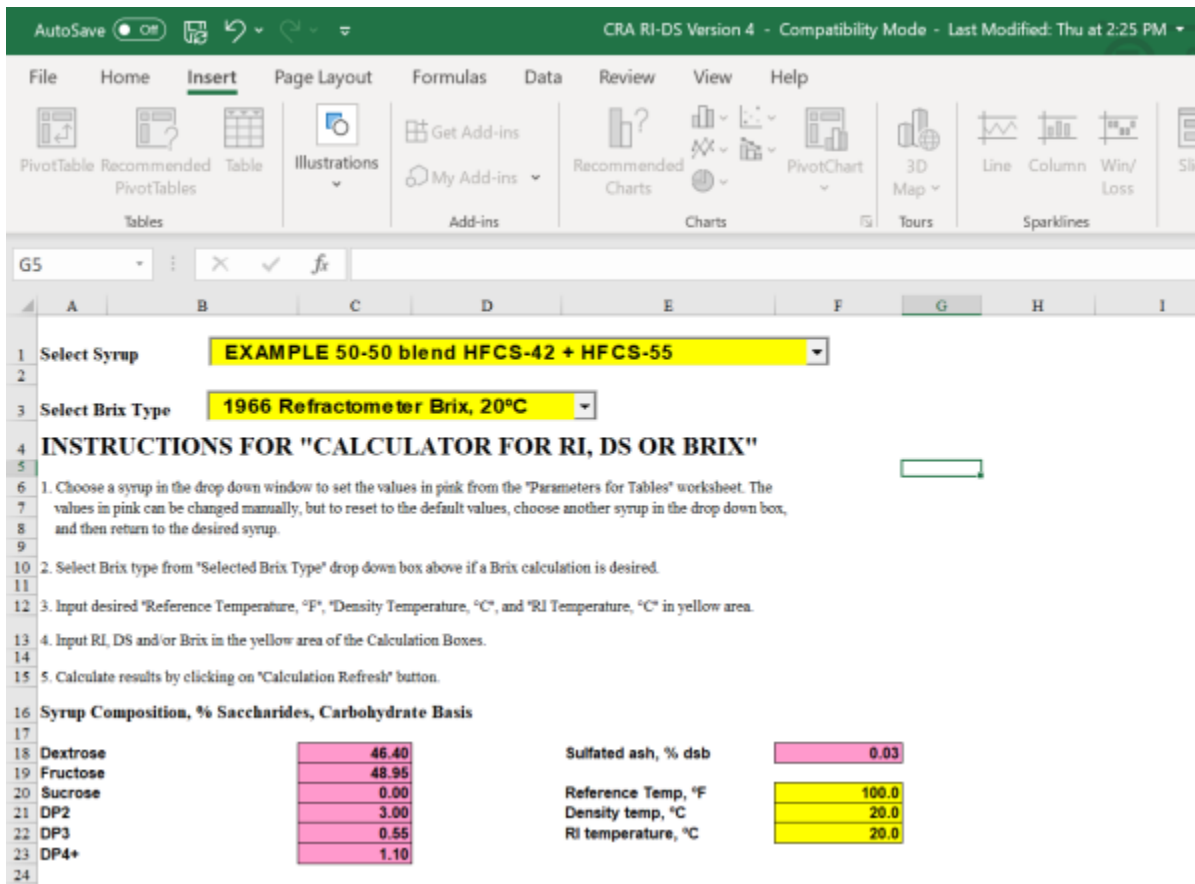 AutoSave Off CRA RI-DS Version 4 - Compatibility Mode - Last Modified: Thu at 2:25 PM
File Home Insert Page Layout Formulas Data Review View Help
PivotTable Recommended PivotTables Table Illustrations Get Add-ins My Add-ins Recommended Charts PivotChart 3D Map Line Column Win/Loss
Tables Add-ins Charts Tours Sparklines
G5 fx
A B C D E F G H I
1 Select Syrup EXAMPLE 50-50 blend HFCS-42 + HFCS-55
2
3 Select Brix Type 1966 Refractometer Brix, 20ºC
4 INSTRUCTIONS FOR "CALCULATOR FOR RI, DS OR BRIX"
5
6 1. Choose a syrup in the drop down window to set the values in pink from the "Parameters for Tables" worksheet. The
7 values in pink can be changed manually, but to reset to the default values, choose another syrup in the drop down box,
8 and then return to the desired syrup.
9
10 2. Select Brix type from "Selected Brix Type" drop down box above if a Brix calculation is desired.
11
12 3. Input desired "Reference Temperature, °F", "Density Temperature, °C", and "RI Temperature, °C" in yellow area.
13 4. Input RI, DS and/or Brix in the yellow area of the Calculation Boxes.
14
15 5. Calculate results by clicking on "Calculation Refresh" button.
16 Syrup Composition, % Saccharides, Carbohydrate Basis
17
18 Dextrose 46.40 Sulfated ash, % dsb 0.03
19 Fructose 48.95
20 Sucrose 0.00 Reference Temp, ºF 100.0
21 DP2 3.00 Density temp, ºC 20.0
22 DP3 0.55 RI temperature, ºC 20.0
23 DP4+ 1.10
24